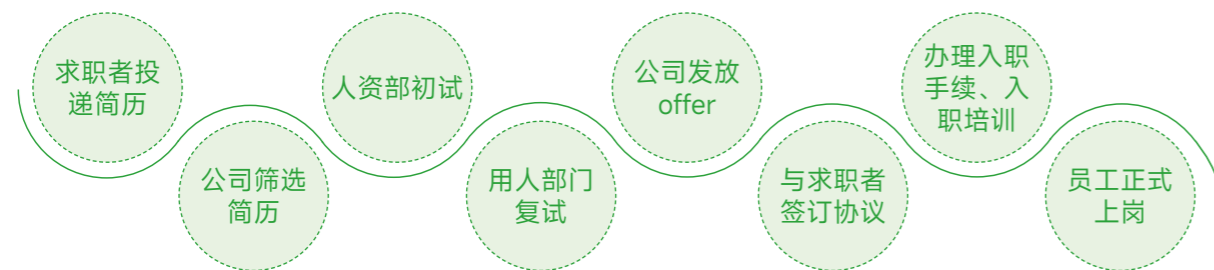 求职者投
递简历
公司筛选
简历
人资部初试
用人部门
复试
公司发放
offer
与求职者
签订协议
办理入职
手续、入
职培训
员工正式
上岗